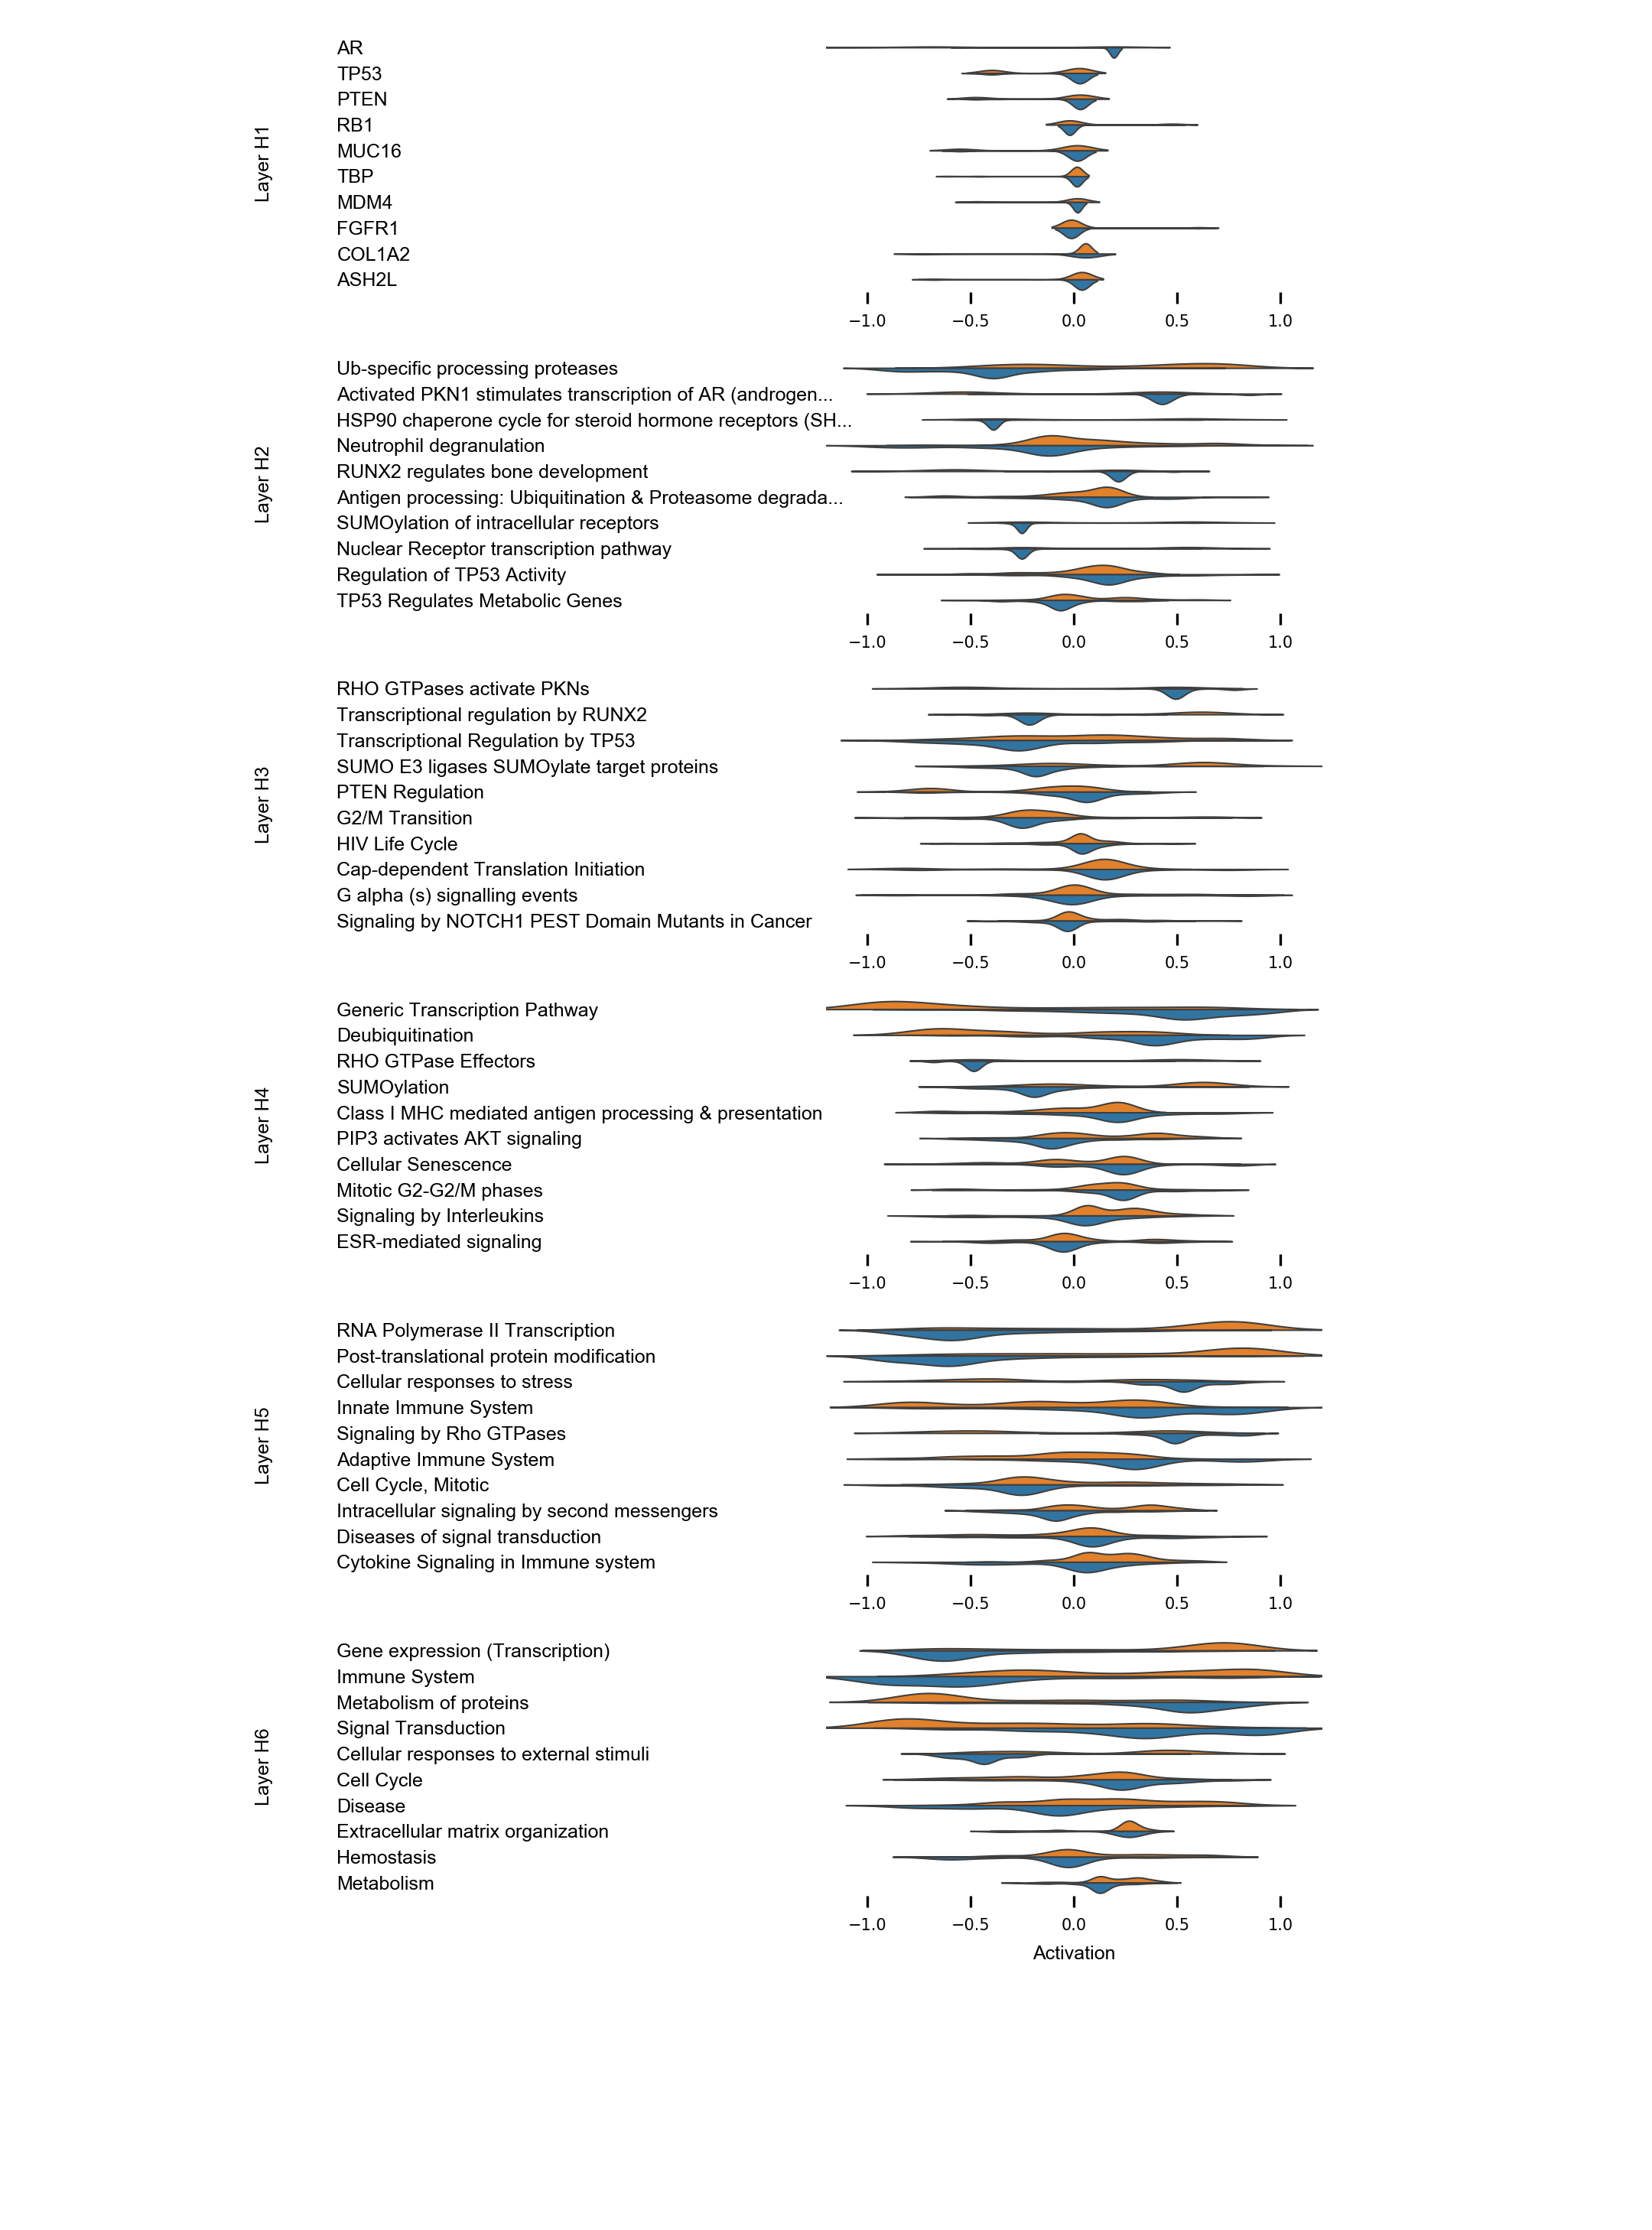 Layer H1
AR
TP53
PTEN
RB1
MUC16
TBP
MDM4
FGFR1
COL1A2
ASH2L
−1.0 −0.5 0.0 0.5 1.0
Layer H2
Ub-specific processing proteases
Activated PKN1 stimulates transcription of AR (androgen...
HSP90 chaperone cycle for steroid hormone receptors (SH...
Neutrophil degranulation
RUNX2 regulates bone development
Antigen processing: Ubiquitination & Proteasome degrada...
SUMOylation of intracellular receptors
Nuclear Receptor transcription pathway
Regulation of TP53 Activity
TP53 Regulates Metabolic Genes
−1.0 −0.5 0.0 0.5 1.0
Layer H3
RHO GTPases activate PKNs
Transcriptional regulation by RUNX2
Transcriptional Regulation by TP53
SUMO E3 ligases SUMOylate target proteins
PTEN Regulation
G2/M Transition
HIV Life Cycle
Cap-dependent Translation Initiation
G alpha (s) signalling events
Signaling by NOTCH1 PEST Domain Mutants in Cancer
−1.0 −0.5 0.0 0.5 1.0
Layer H4
Generic Transcription Pathway
Deubiquitination
RHO GTPase Effectors
SUMOylation
Class I MHC mediated antigen processing & presentation
PIP3 activates AKT signaling
Cellular Senescence
Mitotic G2-G2/M phases
Signaling by Interleukins
ESR-mediated signaling
−1.0 −0.5 0.0 0.5 1.0
Layer H5
RNA Polymerase II Transcription
Post-translational protein modification
Cellular responses to stress
Innate Immune System
Signaling by Rho GTPases
Adaptive Immune System
Cell Cycle, Mitotic
Intracellular signaling by second messengers
Diseases of signal transduction
Cytokine Signaling in Immune system
−1.0 −0.5 0.0 0.5 1.0
Layer H6
Gene expression (Transcription)
Immune System
Metabolism of proteins
Signal Transduction
Cellular responses to external stimuli
Cell Cycle
Disease
Extracellular matrix organization
Hemostasis
Metabolism
−1.0 −0.5 0.0 0.5 1.0
Activation